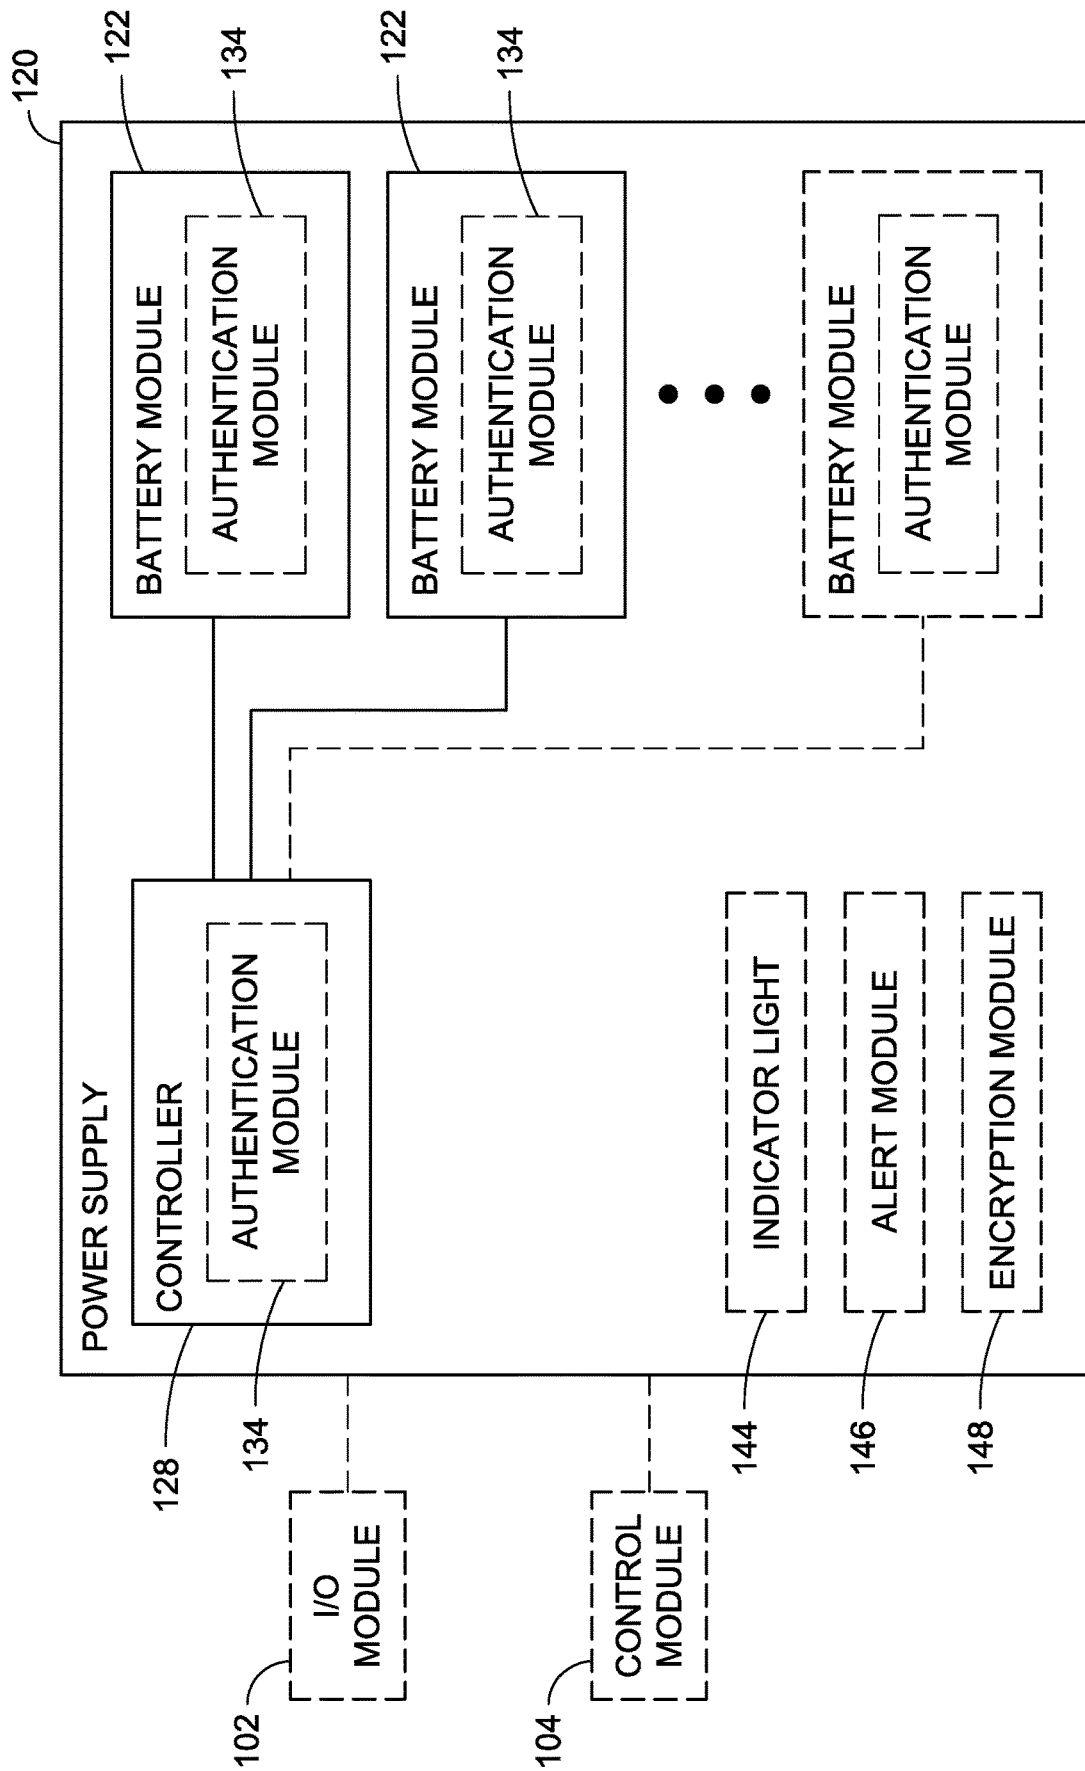 120
POWER SUPPLY
128
CONTROLLER
134
AUTHENTICATION
MODULE
122
BATTERY MODULE
134
AUTHENTICATION
MODULE
122
BATTERY MODULE
134
AUTHENTICATION
MODULE
BATTERY MODULE
AUTHENTICATION
MODULE
102
I/O
MODULE
104
CONTROL
MODULE
144
INDICATOR LIGHT
146
ALERT MODULE
148
ENCRYPTION MODULE